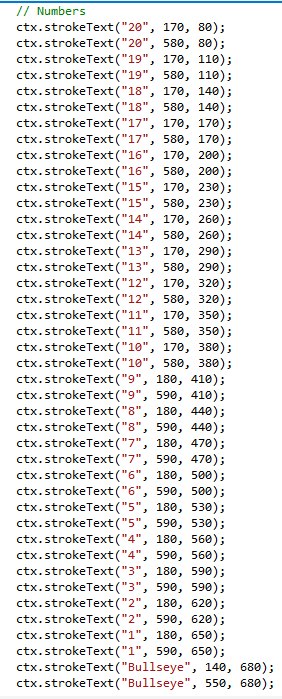 // Numbers
ctx.strokeText("20", 170, 80);
ctx.strokeText("20", 580, 80);
ctx.strokeText("19", 170, 110);
ctx.strokeText("19", 580, 110);
ctx.strokeText("18", 170, 140);
ctx.strokeText("18", 580, 140);
ctx.strokeText("17", 170, 170);
ctx.strokeText("17", 580, 170);
ctx.strokeText("16", 170, 200);
ctx.strokeText("16", 580, 200);
ctx.strokeText("15", 170, 230);
ctx.strokeText("15", 580, 230);
ctx.strokeText("14", 170, 260);
ctx.strokeText("14", 580, 260);
ctx.strokeText("13", 170, 290);
ctx.strokeText("13", 580, 290);
ctx.strokeText("12", 170, 320);
ctx.strokeText("12", 580, 320);
ctx.strokeText("11", 170, 350);
ctx.strokeText("11", 580, 350);
ctx.strokeText("10", 170, 380);
ctx.strokeText("10", 580, 380);
ctx.strokeText("9", 180, 410);
ctx.strokeText("9", 590, 410);
ctx.strokeText("8", 180, 440);
ctx.strokeText("8", 590, 440);
ctx.strokeText("7", 180, 470);
ctx.strokeText("7", 590, 470);
ctx.strokeText("6", 180, 500);
ctx.strokeText("6", 590, 500);
ctx.strokeText("5", 180, 530);
ctx.strokeText("5", 590, 530);
ctx.strokeText("4", 180, 560);
ctx.strokeText("4", 590, 560);
ctx.strokeText("3", 180, 590);
ctx.strokeText("3", 590, 590);
ctx.strokeText("2", 180, 620);
ctx.strokeText("2", 590, 620);
ctx.strokeText("1", 180, 650);
ctx.strokeText("1", 590, 650);
ctx.strokeText("Bullseye", 140, 680);
ctx.strokeText("Bullseye", 550, 680);